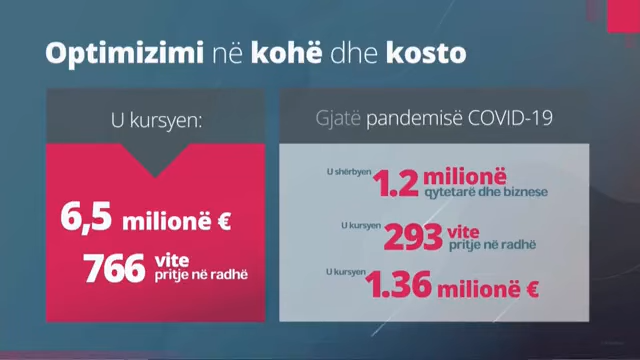 Optimizimi në kohë dhe kosto
U kursyen:
6,5 milionë €
766 vite
pritje në radhë
Gjatë pandemisë COVID-19
U shërbyen 1.2 milionë
qytetarë dhe biznese
U kursyen 293 vite
pritje në radhë
U kursyen 1.36 milionë €